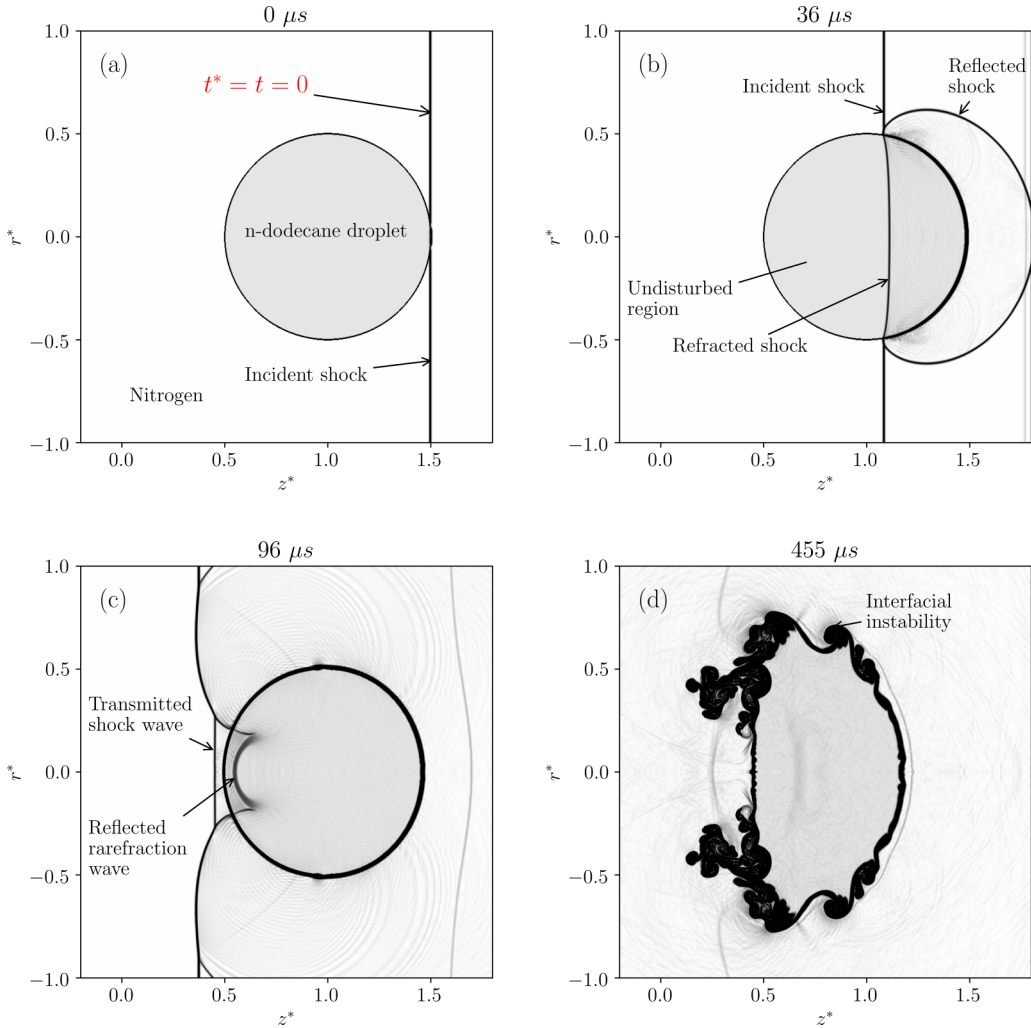 0 μs
(a)
t* = t = 0
n-dodecane droplet
Incident shock
Nitrogen
1.0
0.5
0.0
−0.5
−1.0
r*
0.0 0.5 1.0 1.5
z*
36 μs
(b)
Incident shock
Reflected
shock
Undisturbed
region
Refracted shock
1.0
0.5
0.0
−0.5
−1.0
r*
0.0 0.5 1.0 1.5
z*
96 μs
(c)
Transmitted
shock wave
Reflected
rarefraction
wave
1.0
0.5
0.0
−0.5
−1.0
r*
0.0 0.5 1.0 1.5
z*
455 μs
(d)
Interfacial
instability
1.0
0.5
0.0
−0.5
−1.0
r*
0.0 0.5 1.0 1.5
z*